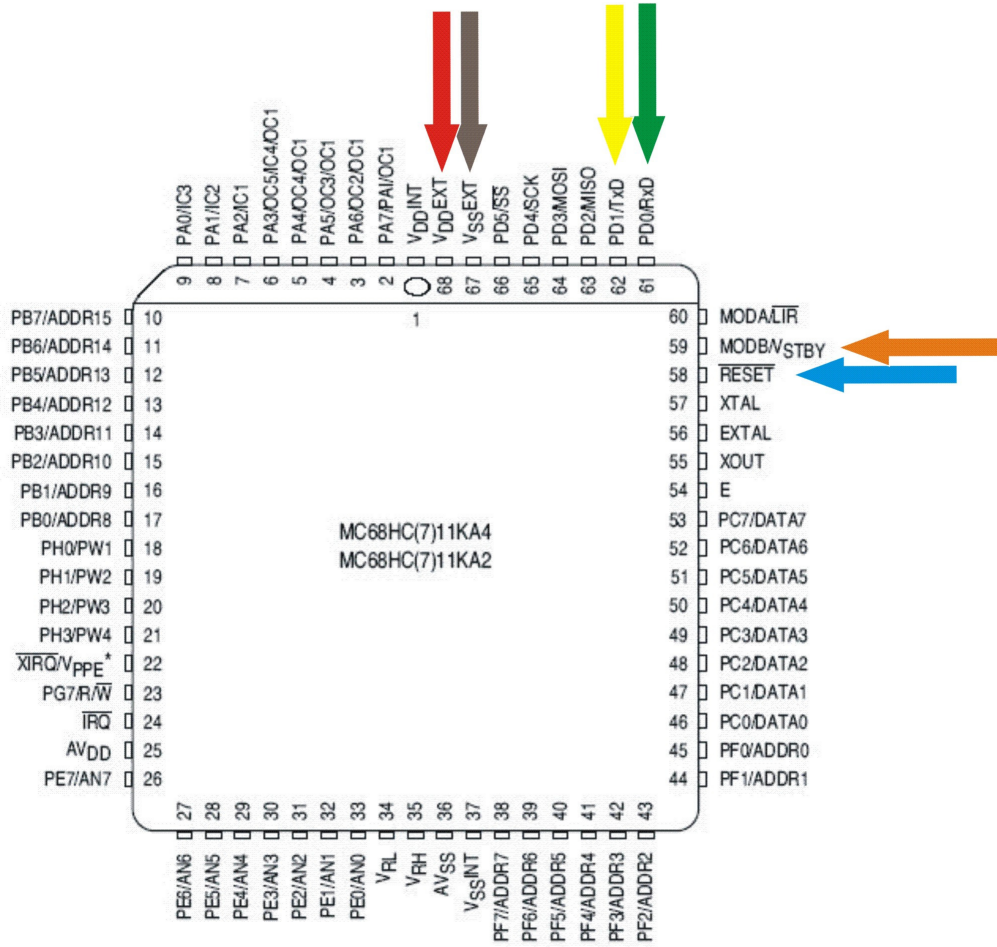 PA0/IC3
PA1/IC2
PA2/IC1
PA3/OC5/IC4/OC1
PA4/OC4/OC1
PA5/OC3/OC1
PA6/OC2/OC1
PA7/PAI/OC1
VDDINT
VDDEXT
VSSEXT
PD5/SS
PD4/SCK
PD3/MOSI
PD2/MISO
PD1/TxD
PD0/RxD
9 8 7 6 5 4 3 2 68 67 66 65 64 63 62 61
1
PB7/ADDR15 10
PB6/ADDR14 11
PB5/ADDR13 12
PB4/ADDR12 13
PB3/ADDR11 14
PB2/ADDR10 15
PB1/ADDR9 16
PB0/ADDR8 17
PH0/PW1 18
PH1/PW2 19
PH2/PW3 20
PH3/PW4 21
XIRQ/VPPE* 22
PG7/R/W 23
IRQ 24
AVDD 25
PE7/AN7 26
MC68HC(7)11KA4
MC68HC(7)11KA2
60 MODA/LIR
59 MODB/VSTBY
58 RESET
57 XTAL
56 EXTAL
55 XOUT
54 E
53 PC7/DATA7
52 PC6/DATA6
51 PC5/DATA5
50 PC4/DATA4
49 PC3/DATA3
48 PC2/DATA2
47 PC1/DATA1
46 PC0/DATA0
45 PF0/ADDR0
44 PF1/ADDR1
27 28 29 30 31 32 33 34 35 36 37 38 39 40 41 42 43
PE6/AN6
PE5/AN5
PE4/AN4
PE3/AN3
PE2/AN2
PE1/AN1
PE0/AN0
VRL
VRH
AVSS
VSSINT
PF7/ADDR7
PF6/ADDR6
PF5/ADDR5
PF4/ADDR4
PF3/ADDR3
PF2/ADDR2